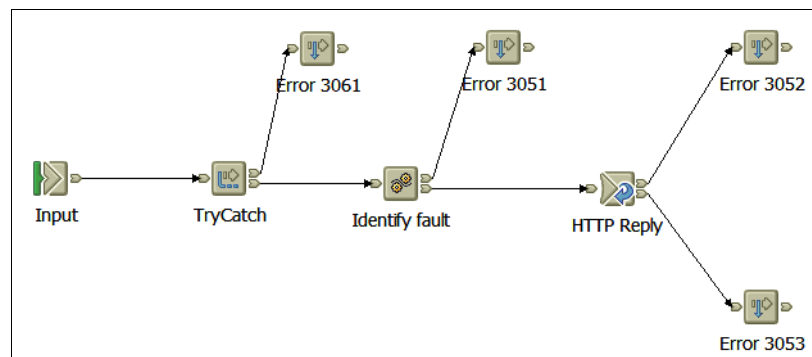 Error 3061
Error 3051
Error 3052
Input
TryCatch
Identify fault
HTTP Reply
Error 3053